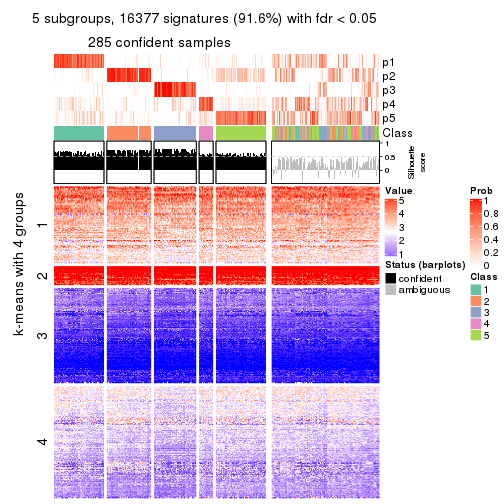 5 subgroups, 16377 signatures (91.6%) with fdr < 0.05
285 confident samples
p1
p2
p3
p4
p5
Class
1
0.5
0
Silhouette
score
k-means with 4 groups
1
2
3
4
Value
5
4
3
2
1
Status (barplots)
confident
ambiguous
Prob
1
0.8
0.6
0.4
0.2
0
Class
1
2
3
4
5